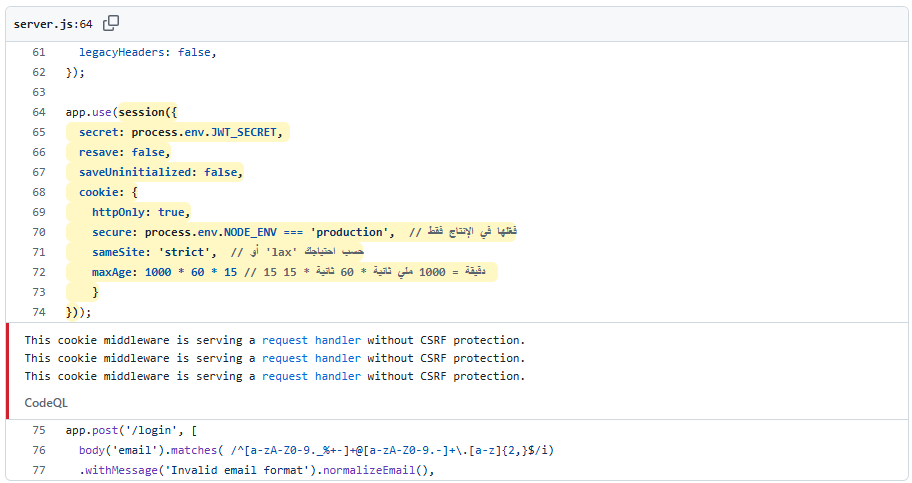 server.js:64
61 legacyHeaders: false,
62 });
63
64 app.use(session({
65 secret: process.env.JWT_SECRET,
66 resave: false,
67 saveUninitialized: false,
68 cookie: {
69 httpOnly: true,
70 secure: process.env.NODE_ENV === 'production', // فعّلها في الإنتاج فقط
71 sameSite: 'strict', // أو 'lax' حسب احتياجك
72 maxAge: 1000 * 60 * 15 // 15 دقيقة = 1000 ملي ثانية * 60 ثانية * 15
73 }
74 }));
This cookie middleware is serving a request handler without CSRF protection.
This cookie middleware is serving a request handler without CSRF protection.
This cookie middleware is serving a request handler without CSRF protection.
CodeQL
75 app.post('/login', [
76 body('email').matches( /^[a-zA-Z0-9._%+-]+@[a-zA-Z0-9.-]+\.[a-z]{2,}$/i)
77 .withMessage('Invalid email format').normalizeEmail(),